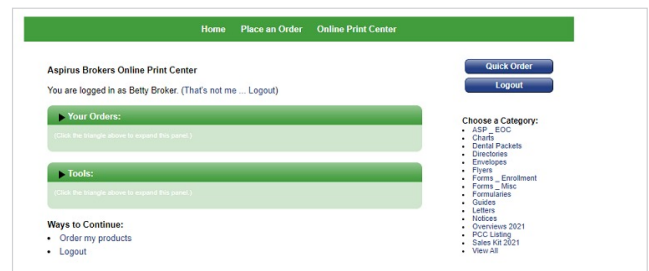 Home Place an Order Online Print Center
Aspirus Brokers Online Print Center
You are logged in as Betty Broker. (That's not me ... Logout)
Your Orders:
(Click the triangle above to expand this panel.)
Tools:
(Click the triangle above to expand this panel.)
Ways to Continue:
• Order my products
• Logout
Quick Order
Logout
Choose a Category:
• ASP _ EOC
• Charts
• Dental Packets
• Directories
• Envelopes
• Flyers
• Forms _ Enrollment
• Forms _ Misc
• Formularies
• Guides
• Letters
• Notices
• Overviews 2021
• PCC Listing
• Sales Kit 2021
• View All